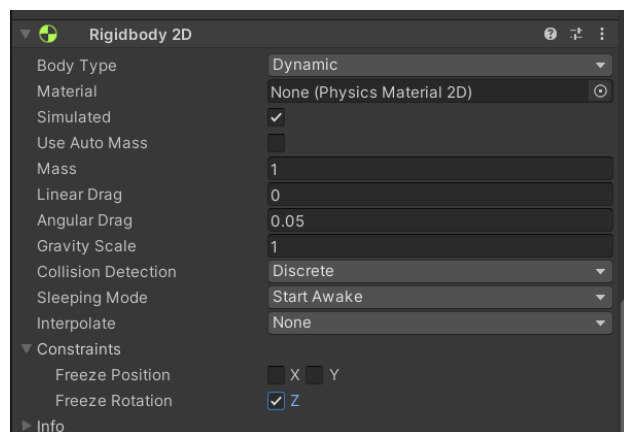 Rigidbody 2D
Body Type Dynamic
Material None (Physics Material 2D)
Simulated
Use Auto Mass
Mass 1
Linear Drag 0
Angular Drag 0.05
Gravity Scale 1
Collision Detection Discrete
Sleeping Mode Start Awake
Interpolate None
Constraints
Freeze Position X Y
Freeze Rotation Z
Info